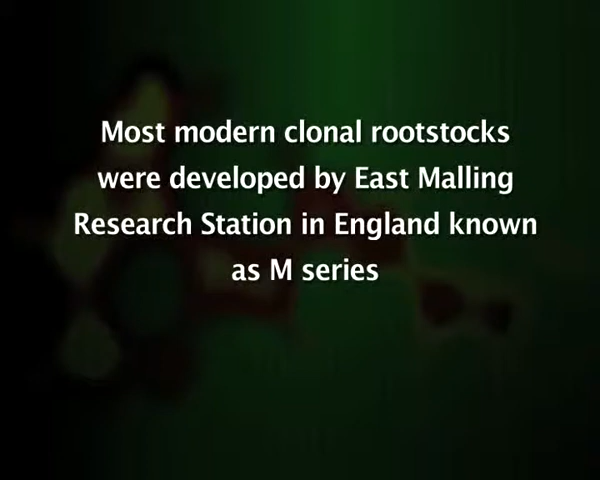 Most modern clonal rootstocks
were developed by East Malling
Research Station in England known
as M series